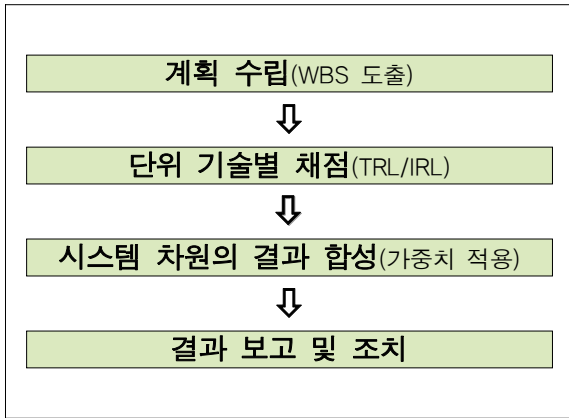 계획 수립(WBS 도출)
단위 기술별 채점(TRL/IRL)
시스템 차원의 결과 합성(가중치 적용)
결과 보고 및 조치